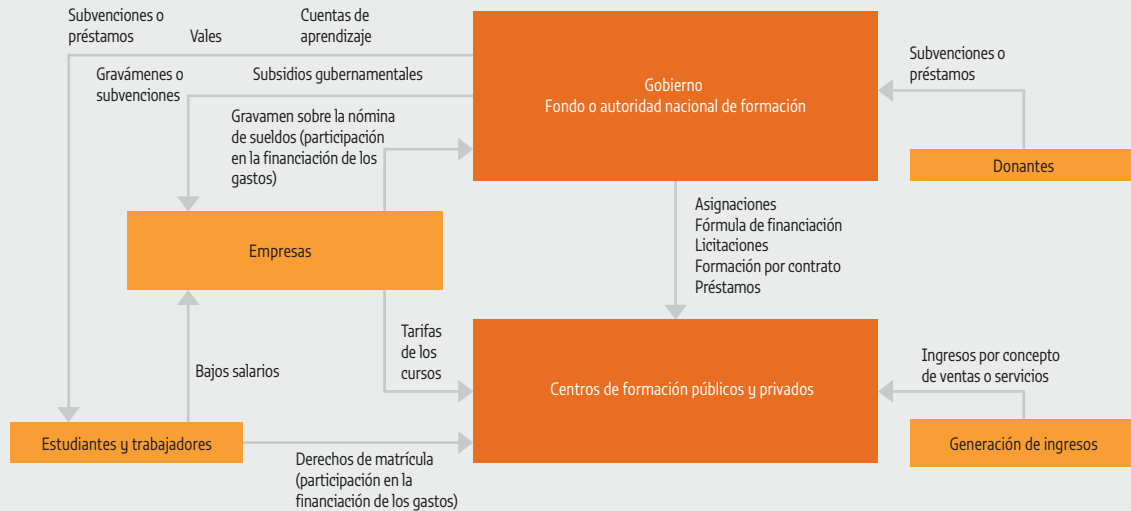 Subvenciones o
préstamos
Vales
Cuentas de
aprendizaje
Gravámenes o
subvenciones
Subsidios gubernamentales
Gravamen sobre la nómina
de sueldos (participación
en la financiación de los
gastos)
Gobierno
Fondo o autoridad nacional de formación
Subvenciones o
préstamos
Donantes
Empresas
Asignaciones
Fórmula de financiación
Licitaciones
Formación por contrato
Préstamos
Bajos salarios
Tarifas
de los
cursos
Centros de formación públicos y privados
Ingresos por concepto
de ventas o servicios
Estudiantes y trabajadores
Generación de ingresos
Derechos de matrícula
(participación en la
financiación de los gastos)